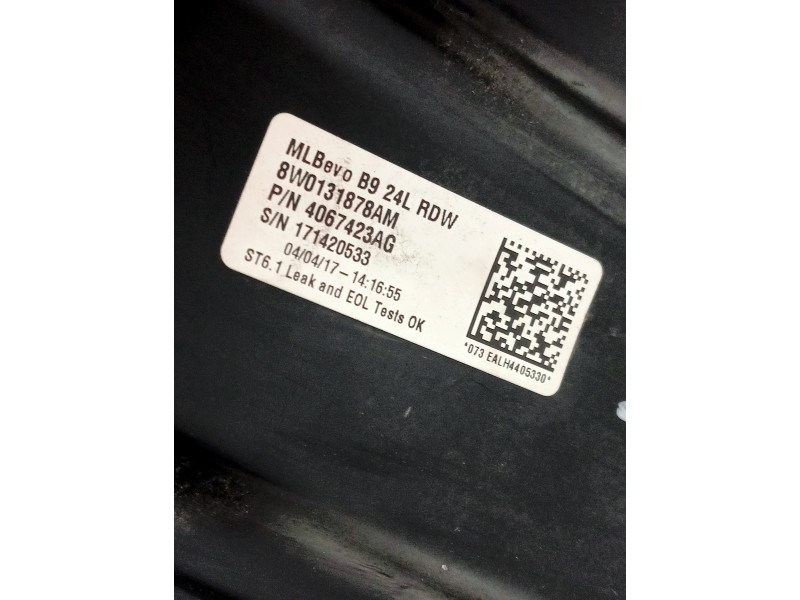 MLBevo B9 24L RDW
8W0131878AM
P/N 4067423AG
S/N 171420533
04/04/17-14:16:55
ST6.1 Leak and EOL Tests OK
*073 EALH4405330*